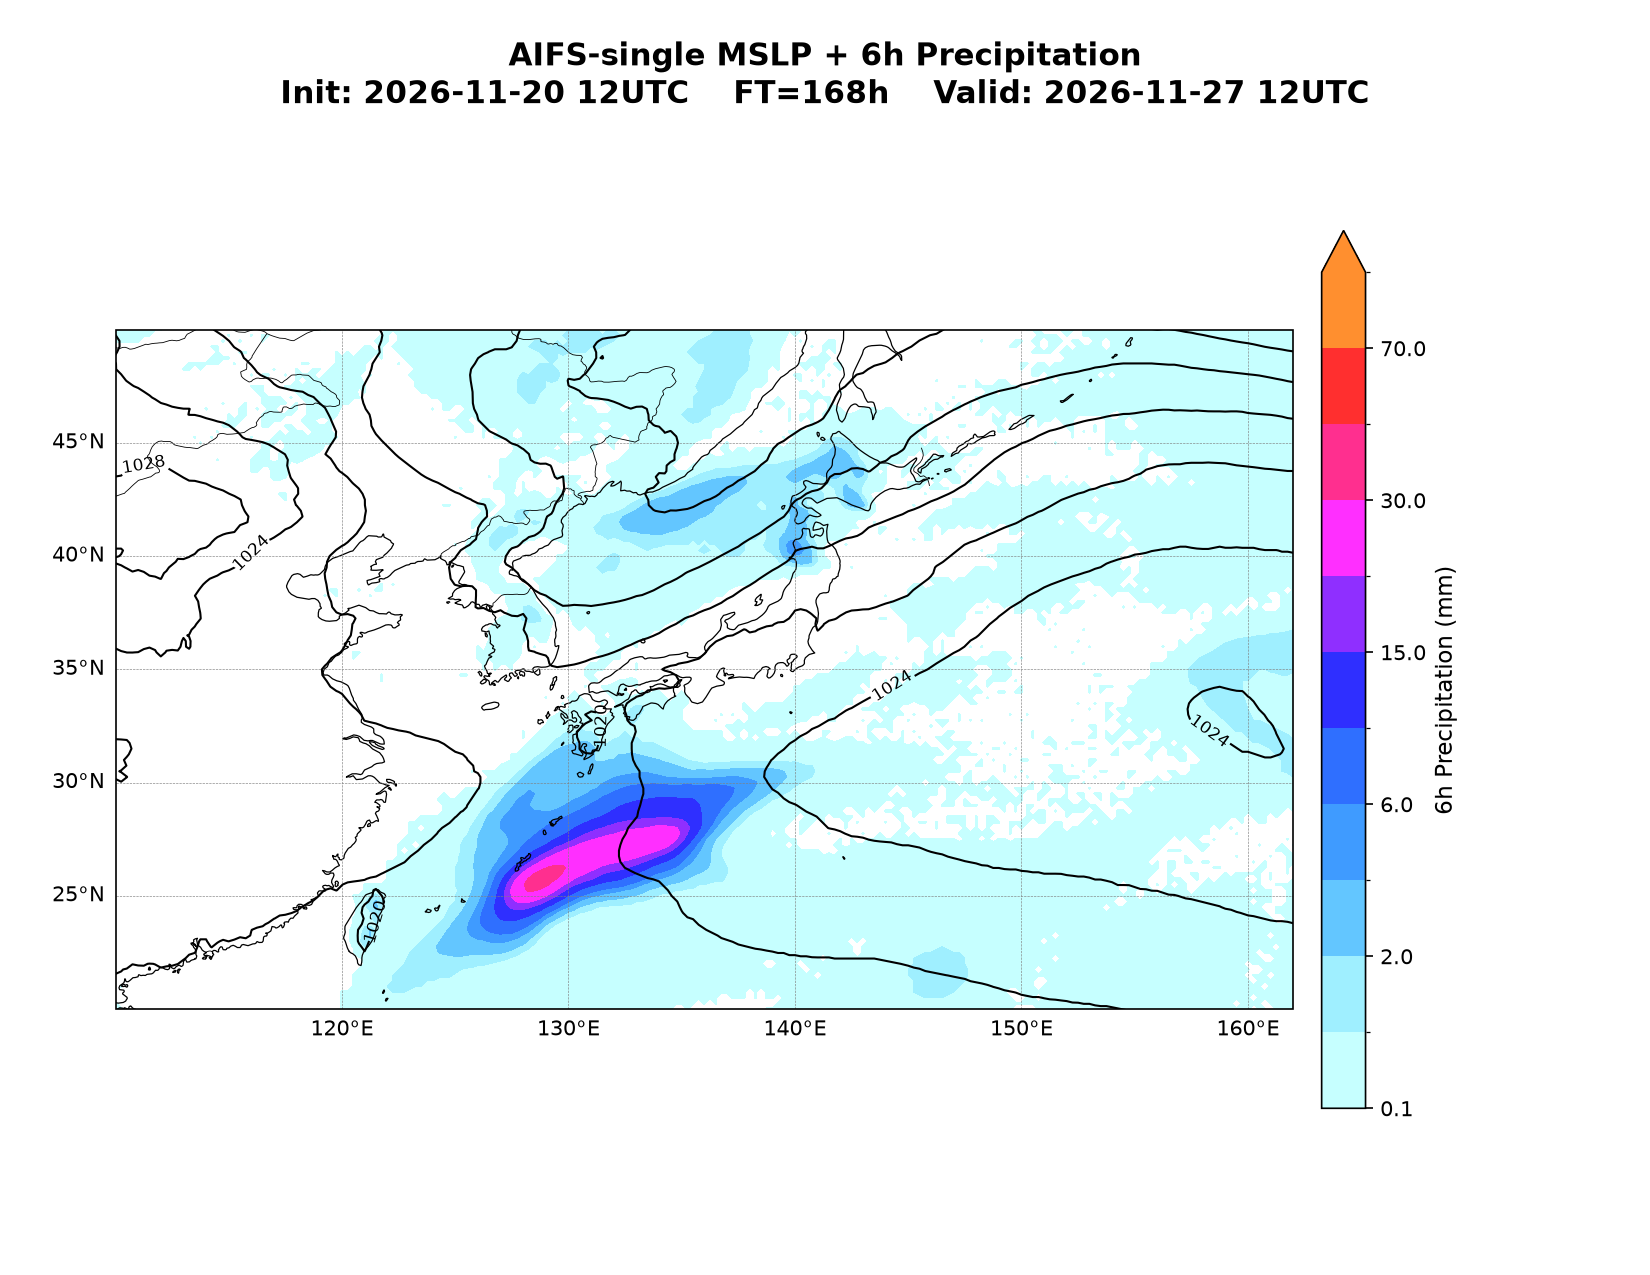 AIFS-single MSLP + 6h Precipitation
Init: 2026-11-20 12UTC    FT=168h    Valid: 2026-11-27 12UTC
70.0
45°N
1028
30.0
1024
40°N
6h Precipitation (mm)
15.0
35°N
1024
1020
1024
30°N
6.0
25°N
1020
2.0
120°E
130°E
140°E
150°E
160°E
0.1